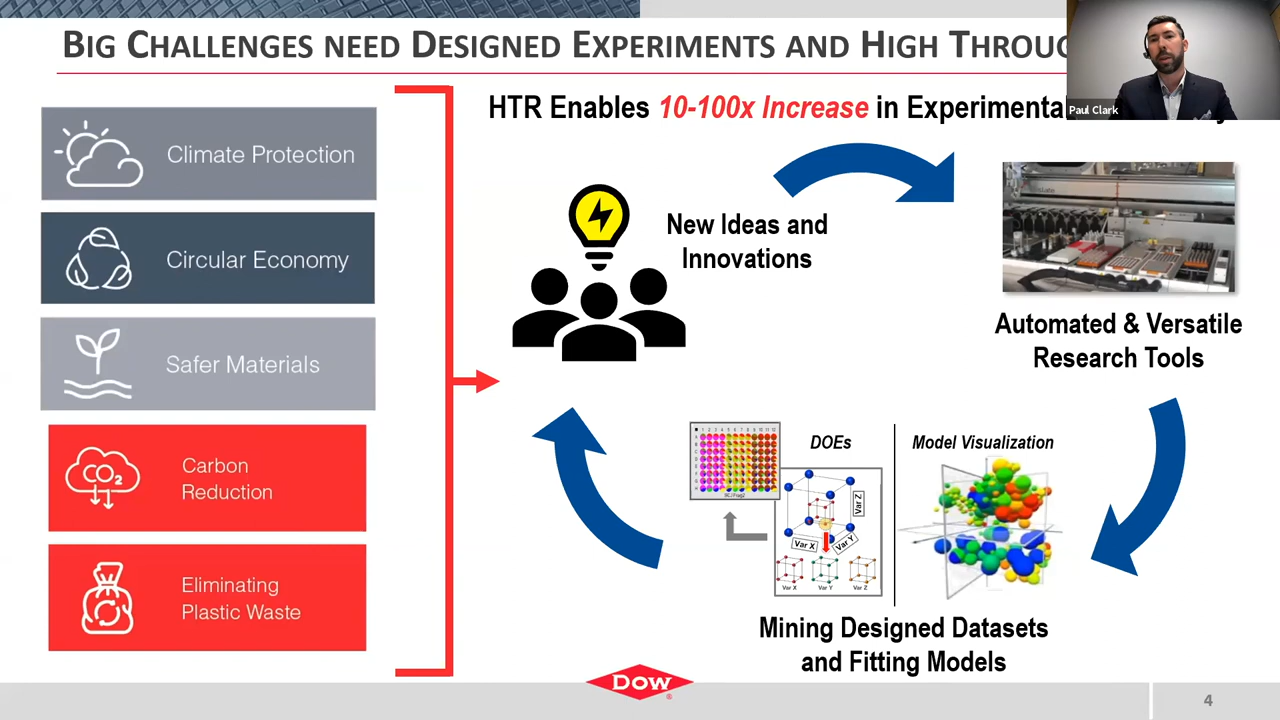 BIG CHALLENGES NEED DESIGNED EXPERIMENTS AND HIGH
HTR Enables 10-100x Increase in
Paul Clark
Climate Protection
Circular Economy
Safer Materials
Carbon
Reduction
Eliminating
Plastic Waste
CO2
New Ideas and
Innovations
Automated & Versatile
Research Tools
DOEs
Model Visualization
Var Z
Var X
Var Y
Var X
Var Y
Var Z
Mining Designed Datasets
and Fitting Models
DOW
4